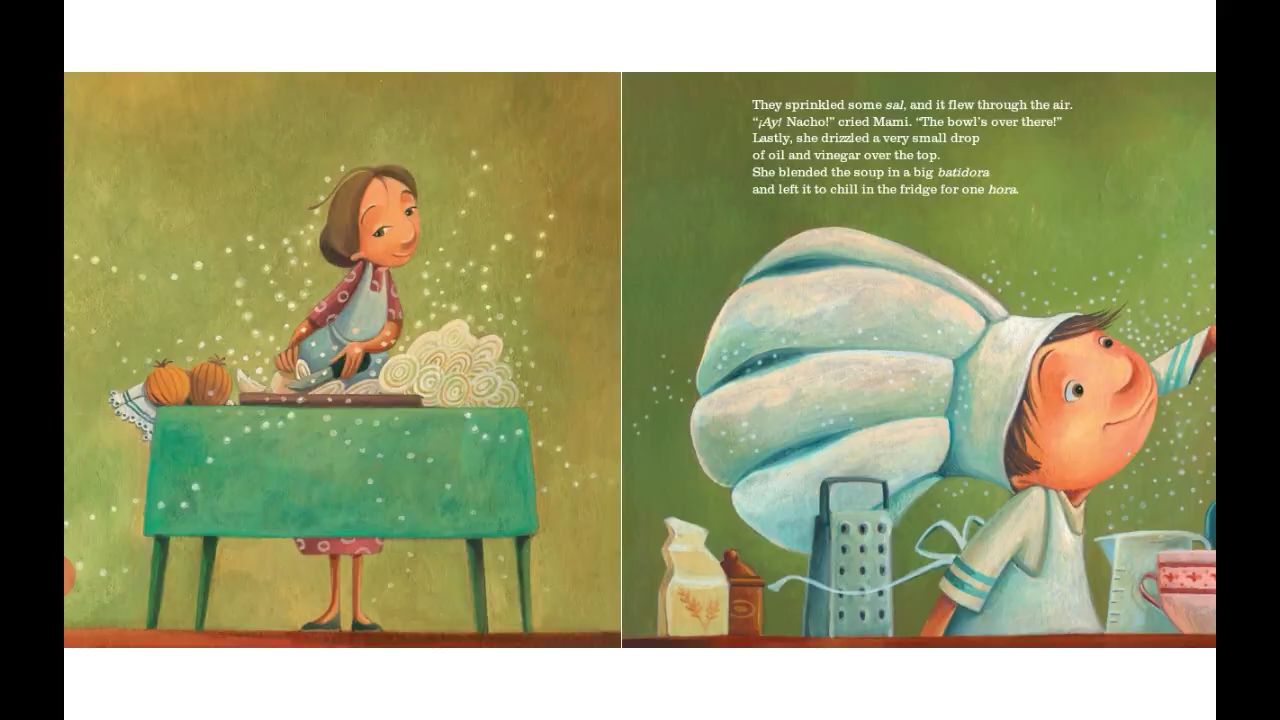 They sprinkled some sal, and it flew through the air.
“¡Ay! Nacho!” cried Mami. “The bowl’s over there!”
Lastly, she drizzled a very small drop
of oil and vinegar over the top.
She blended the soup in a big batidora
and left it to chill in the fridge for one hora.